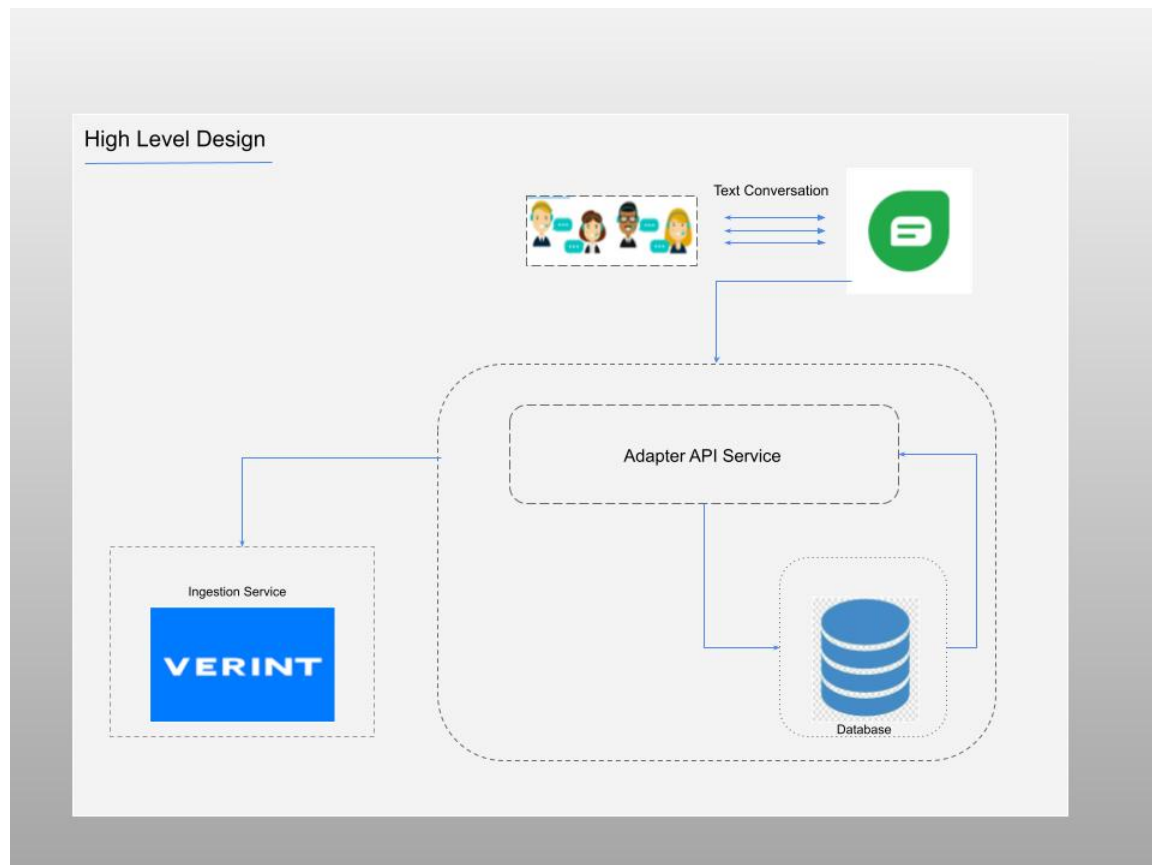 High Level Design
Text Conversation
Adapter API Service
Ingestion Service
VERINT
Database